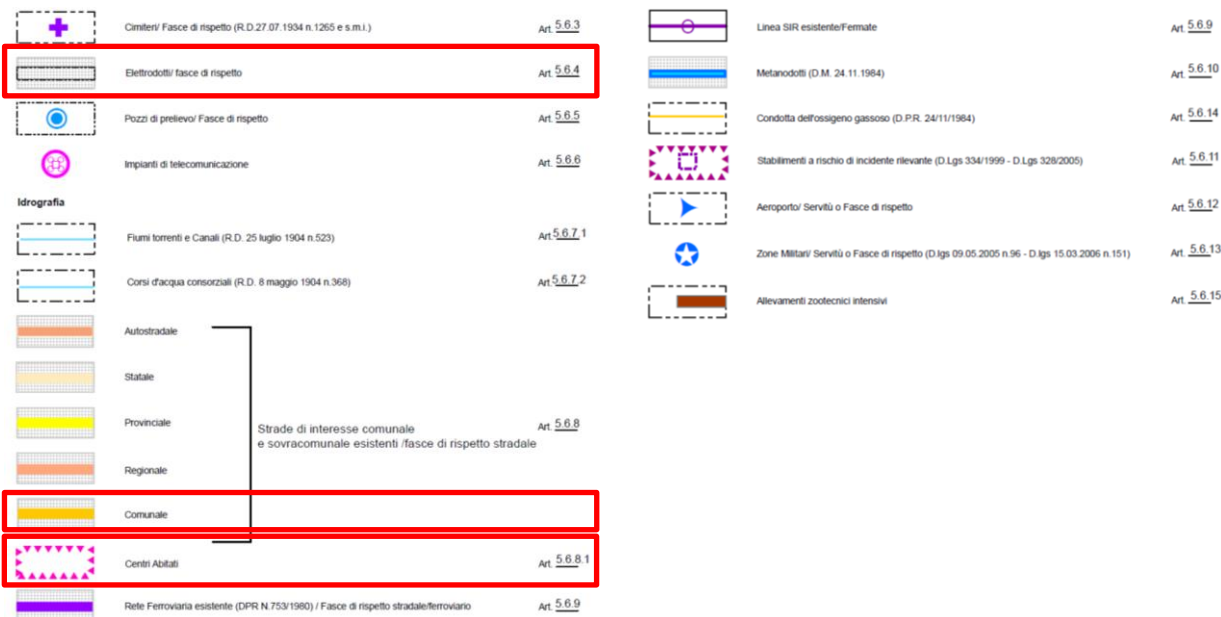 Cimiteri/ Fasce di rispetto (R.D.27.07.1934 n.1265 e s.m.i.) Art. 5.6.3
Elettrodotti/ fasce di rispetto Art. 5.6.4
Pozzi di prelievo/ Fasce di rispetto Art. 5.6.5
Impianti di telecomunicazione Art. 5.6.6
Idrografia
Fiumi torrenti e Canali (R.D. 25 luglio 1904 n.523) Art. 5.6.7.1
Corsi d'acqua consorziali (R.D. 8 maggio 1904 n.368) Art. 5.6.7.2
Autostradale
Statale
Provinciale
Strade di interesse comunale
e sovracomunale esistenti /fasce di rispetto stradale
Art. 5.6.8
Regionale
Comunale
Centri Abitati Art. 5.6.8.1
Rete Ferroviaria esistente (DPR N.753/1980) / Fasce di rispetto stradale/ferroviario Art. 5.6.9
Linea SIR esistente/Fermate Art. 5.6.9
Metanodotti (D.M. 24.11.1984) Art. 5.6.10
Condotta dell'ossigeno gassoso (D.P.R. 24/11/1984) Art. 5.6.14
Stabilimenti a rischio di incidente rilevante (D.Lgs 334/1999 - D.Lgs 328/2005) Art. 5.6.11
Aeroporto/ Servitù o Fasce di rispetto Art. 5.6.12
Zone Militari/ Servitù o Fasce di rispetto (D.lgs 09.05.2005 n.96 - D.lgs 15.03.2006 n.151) Art. 5.6.13
Allevamenti zootecnici intensivi Art. 5.6.15